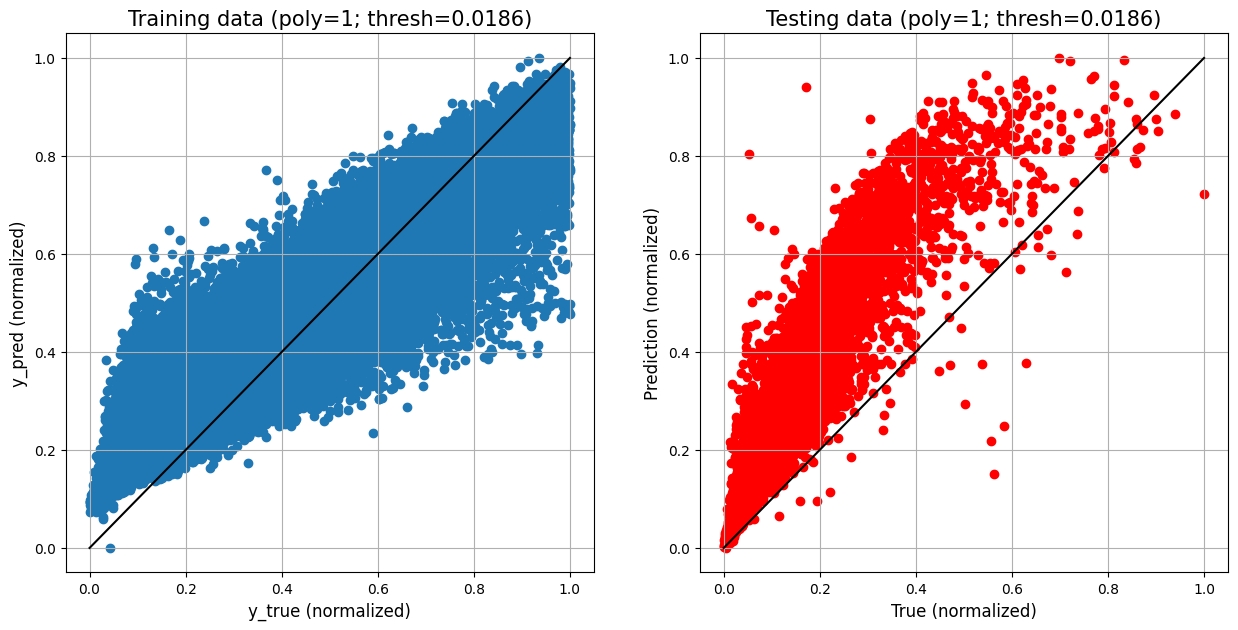 Training data (poly=1; thresh=0.0186)
1.0
0.8
0.6
0.4
0.2
0.0
y_pred (normalized)
0.0 0.2 0.4 0.6 0.8 1.0
y_true (normalized)
Testing data (poly=1; thresh=0.0186)
1.0
0.8
0.6
0.4
0.2
0.0
Prediction (normalized)
0.0 0.2 0.4 0.6 0.8 1.0
True (normalized)